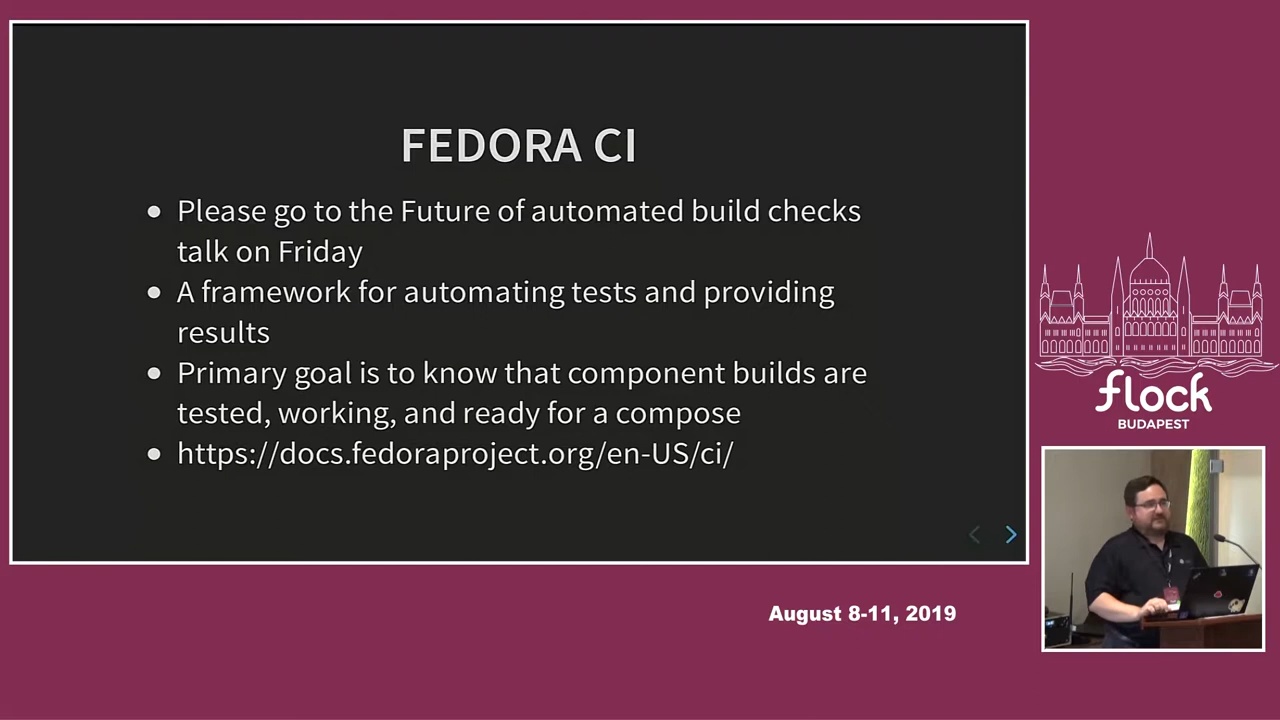 FEDORA CI
Please go to the Future of automated build checks
talk on Friday
A framework for automating tests and providing
results
Primary goal is to know that component builds are
tested, working, and ready for a compose
https://docs.fedoraproject.org/en-US/ci/
flock
BUDAPEST
August 8-11, 2019